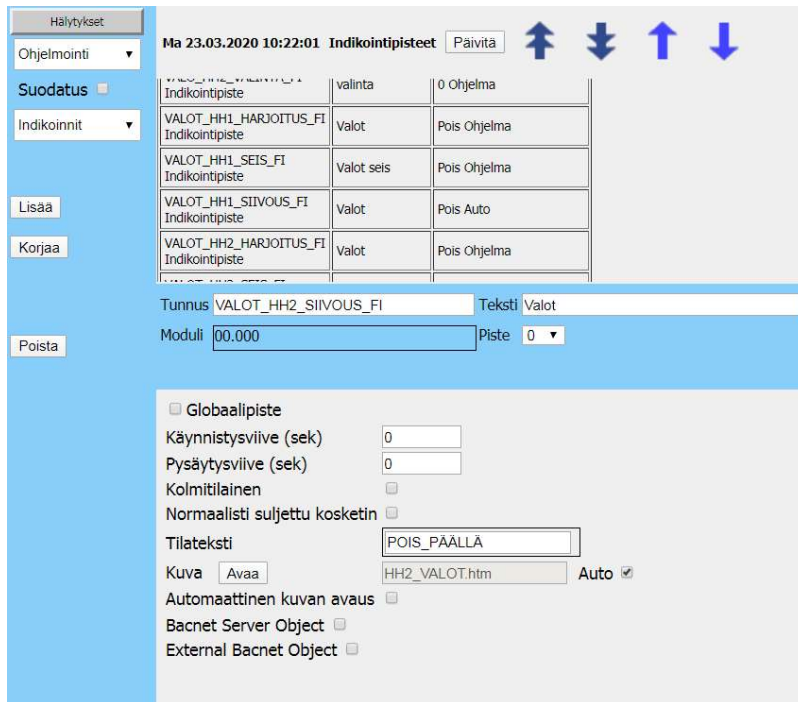 Hälytykset
Ohjelmointi
Suodatus
Indikoinnit
Lisää
Korjaa
Poista
Ma 23.03.2020 10:22:01 Indikointipisteet Päivitä
VALO_HH2_VALINTA_FI valinta 0 Ohjelma
Indikointipiste
VALOT_HH1_HARJOITUS_FI Valot Pois Ohjelma
Indikointipiste
VALOT_HH1_SEIS_FI Valot seis Pois Ohjelma
Indikointipiste
VALOT_HH1_SIIVOUS_FI Valot Pois Auto
Indikointipiste
VALOT_HH2_HARJOITUS_FI Valot Pois Ohjelma
Indikointipiste
VALOT_HH2_SEIS_FI
Tunnus VALOT_HH2_SIIVOUS_FI Teksti Valot
Moduli 00.000 Piste 0
Globaalipiste
Käynnistysviive (sek) 0
Pysäytysviive (sek) 0
Kolmitilainen
Normaalisti suljettu kosketin
Tilateksti POIS_PÄÄLLÄ
Kuva Avaa HH2_VALOT.htm Auto
Automaattinen kuvan avaus
Bacnet Server Object
External Bacnet Object